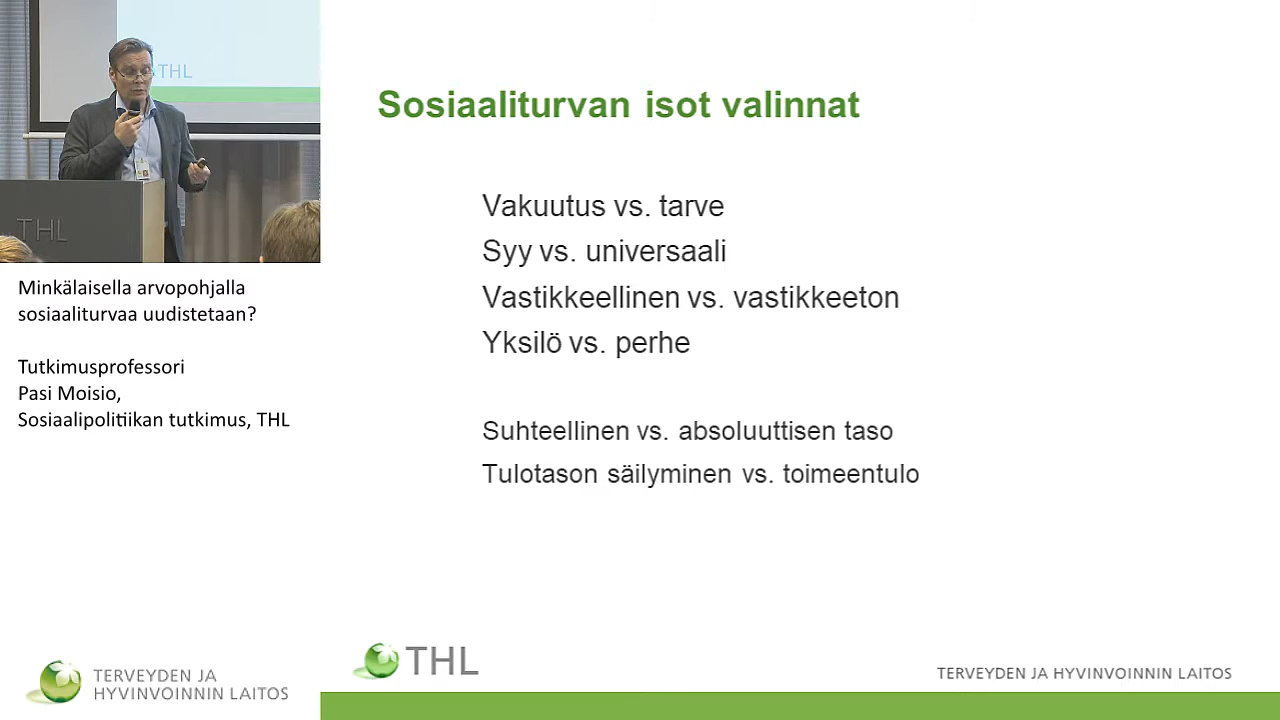 THL
THL
Minkälaisella arvopohjalla
sosiaaliturvaa uudistetaan?
Tutkimusprofessori
Pasi Moisio,
Sosiaalipolitiikan tutkimus, THL
TERVEYDEN JA
HYVINVOINNIN LAITOS
Sosiaaliturvan isot valinnat
Vakuutus vs. tarve
Syy vs. universaali
Vastikkeellinen vs. vastikkeeton
Yksilö vs. perhe
Suhteellinen vs. absoluuttisen taso
Tulotason säilyminen vs. toimeentulo
THL
TERVEYDEN JA HYVINVOINNIN LAITOS